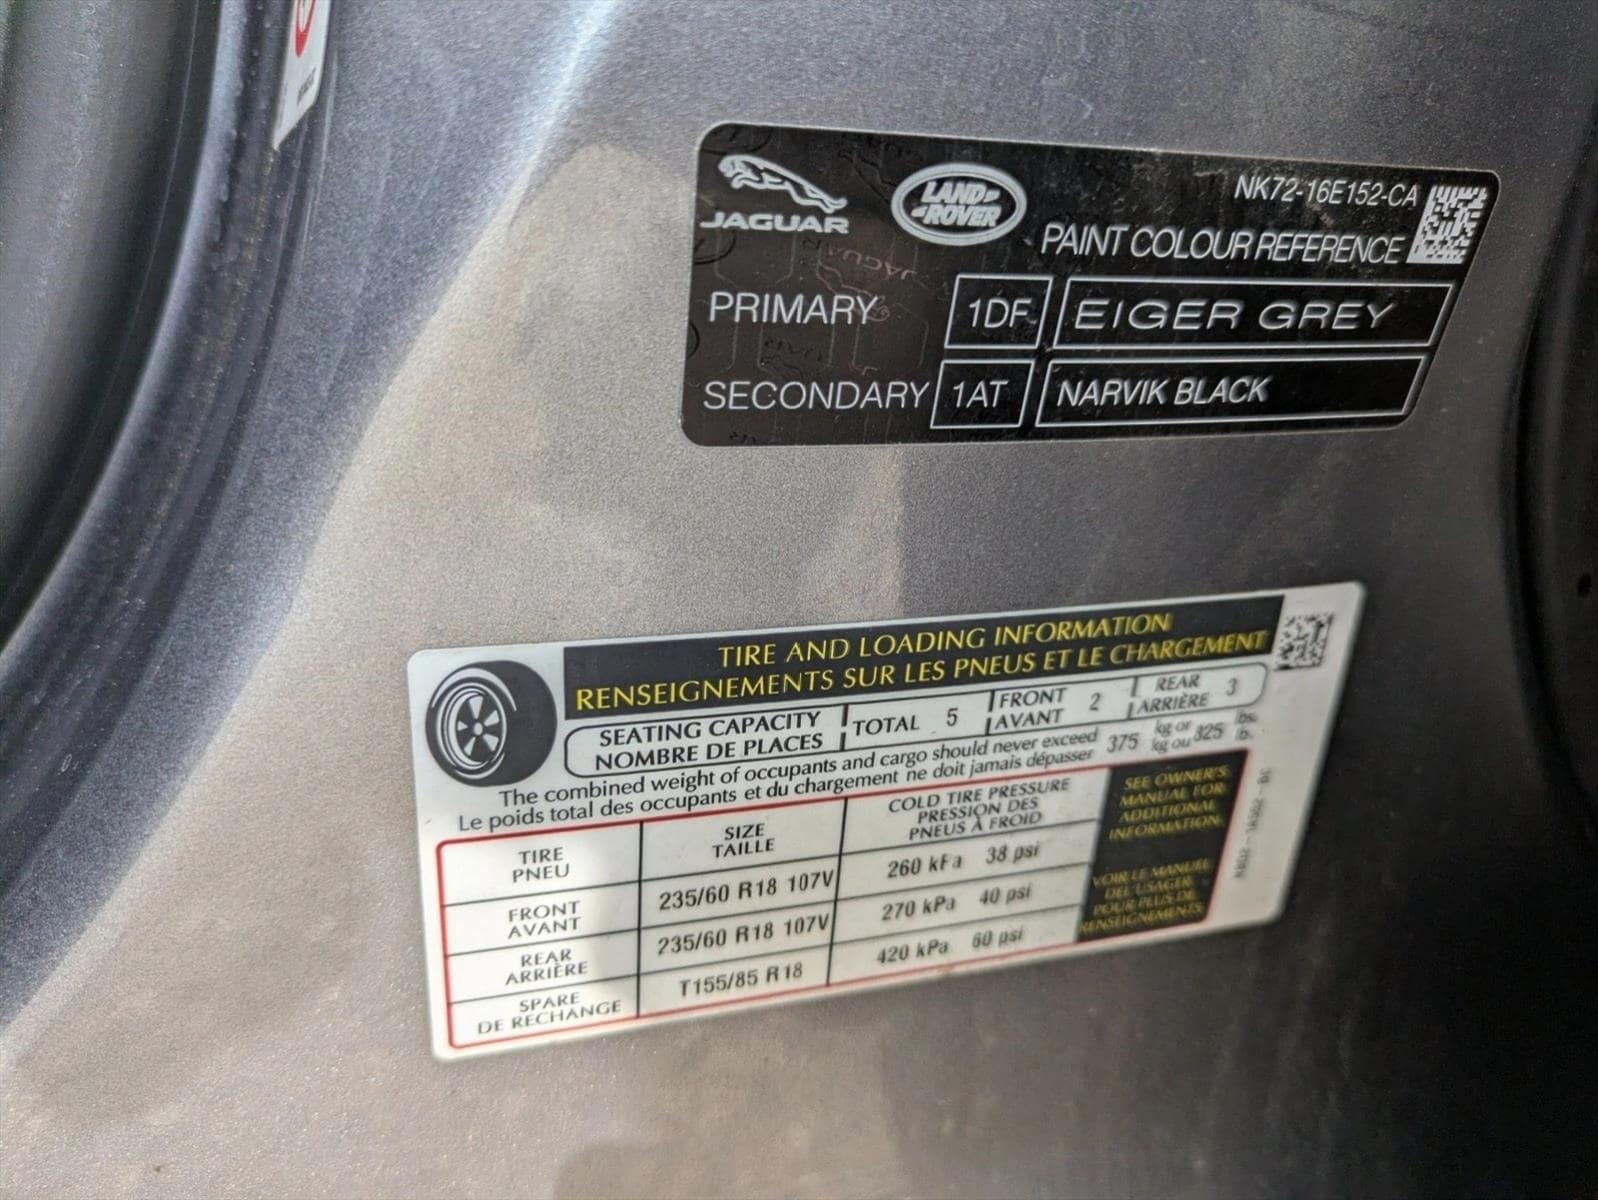 JAGUAR
LAND
ROVER
NK72-16E152-CA
PAINT COLOUR REFERENCE
PRIMARY 1DF EIGER GREY
SECONDARY 1AT NARVIK BLACK
TIRE AND LOADING INFORMATION
RENSEIGNEMENTS SUR LES PNEUS ET LE CHARGEMENT
SEATING CAPACITY
NOMBRE DE PLACES
TOTAL 5
FRONT
AVANT
2
REAR
ARRIÈRE
3
The combined weight of occupants and cargo should never exceed
Le poids total des occupants et du chargement ne doit jamais dépasser
375
kg or
kg ou
825
lbs.
lb.
TIRE
PNEU
SIZE
TAILLE
COLD TIRE PRESSURE
PRESSION DES
PNEUS À FROID
FRONT
AVANT
235/60 R18 107V
260 kPa 38 psi
REAR
ARRIÈRE
235/60 R18 107V
270 kPa 40 psi
SPARE
DE RECHANGE
T155/85 R18
420 kPa 60 psi
SEE OWNER'S
MANUAL FOR
ADDITIONAL
INFORMATION.
VOIR LE MANUEL
DE L'USAGER
POUR PLUS DE
RENSEIGNEMENTS